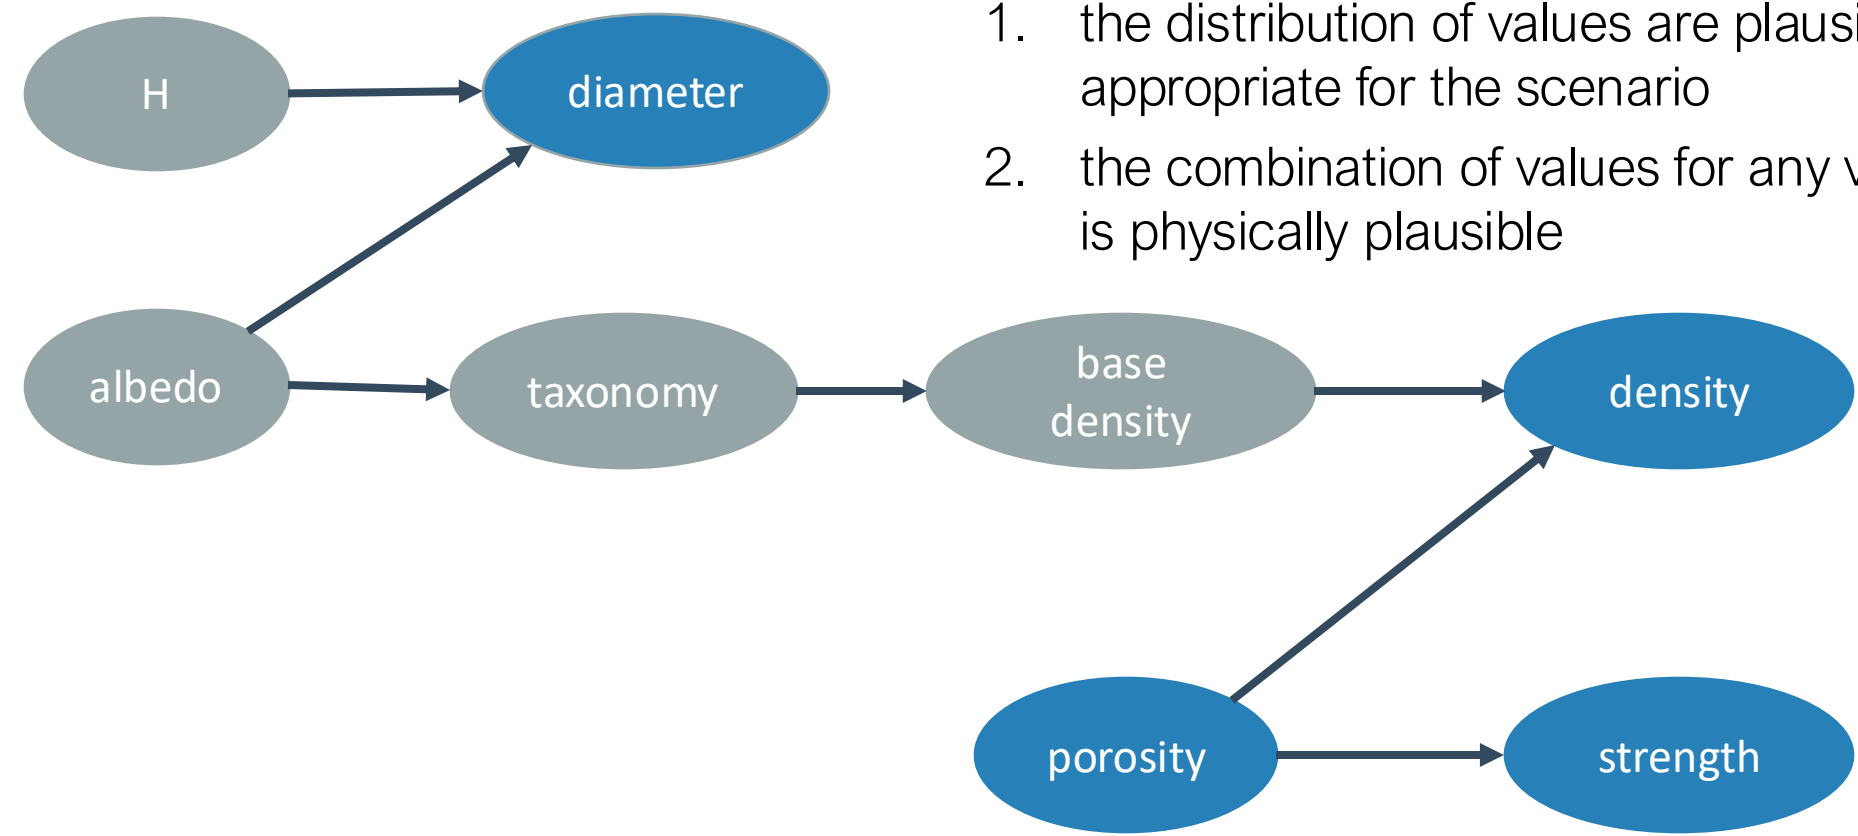 1. the distribution of values are
appropriate for the scenario
2. the combination of values for any
is physically plausible
H
diameter
albedo
taxonomy
base
density
density
porosity
strength